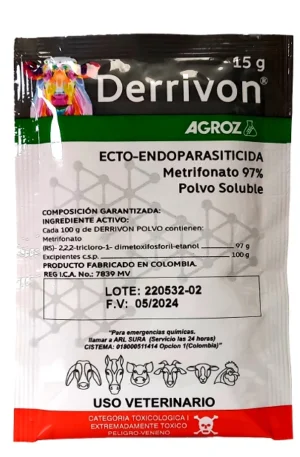 15 g
Derrivon®
AGROZ
ECTO-ENDOPARASITICIDA
Metrifonato 97%
Polvo Soluble
COMPOSICIÓN GARANTIZADA:
INGREDIENTE ACTIVO:
Cada 100 g de DERRIVON POLVO contienen:
Metrifonato
(RS)- 2,2,2-tricloro-1- dimetoxifosforil-etanol 97 g
Excipientes c.s.p. 100 g
PRODUCTO FABRICADO EN COLOMBIA.
REG I.C.A. No.: 7839 MV
LOTE: 220532-02
F.V: 05/2024
"Para emergencias químicas,
llamar a ARL SURA (Servicio las 24 horas)
CISTEMA: 018000511414 Opcion 1(Colombia)"
USO VETERINARIO
CATEGORIA TOXICOLOGICA I
EXTREMADAMENTE TOXICO
PELIGRO-VENENO